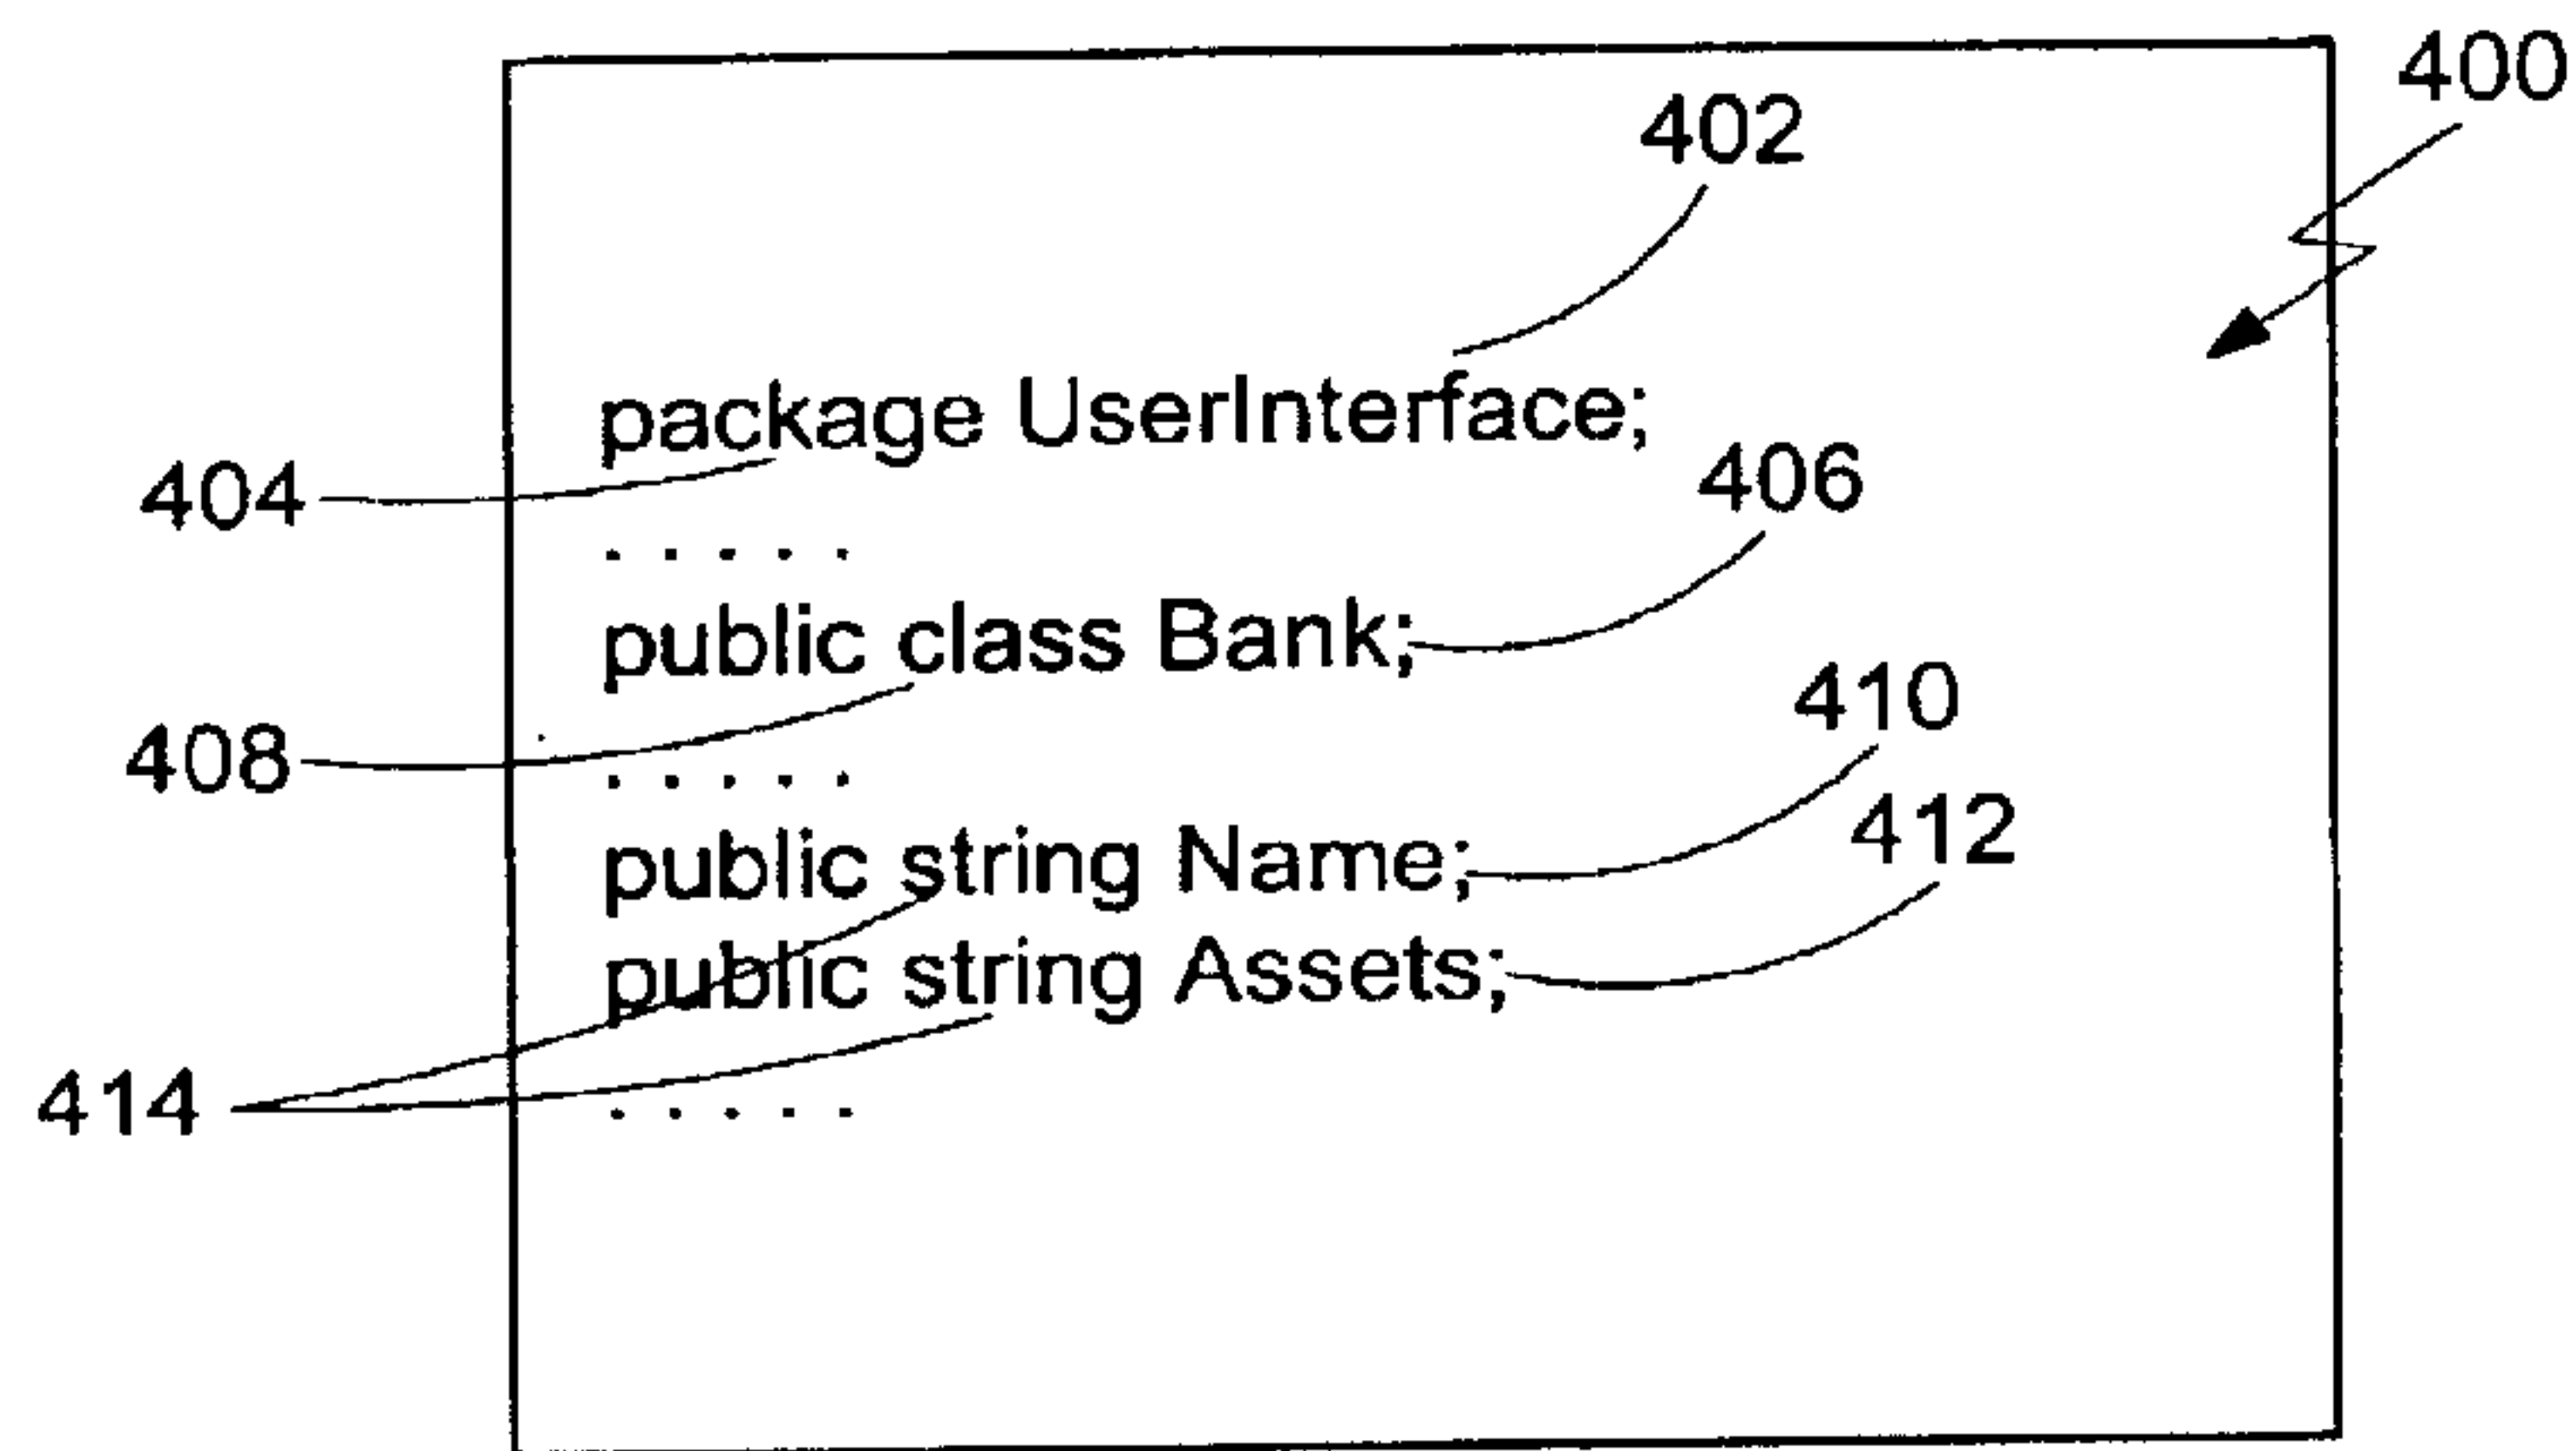 400
402
package UserInterface;
404
406
. . . . .
public class Bank;
408
410
. . . . .
412
public string Name;
public string Assets;
414
. . . . .